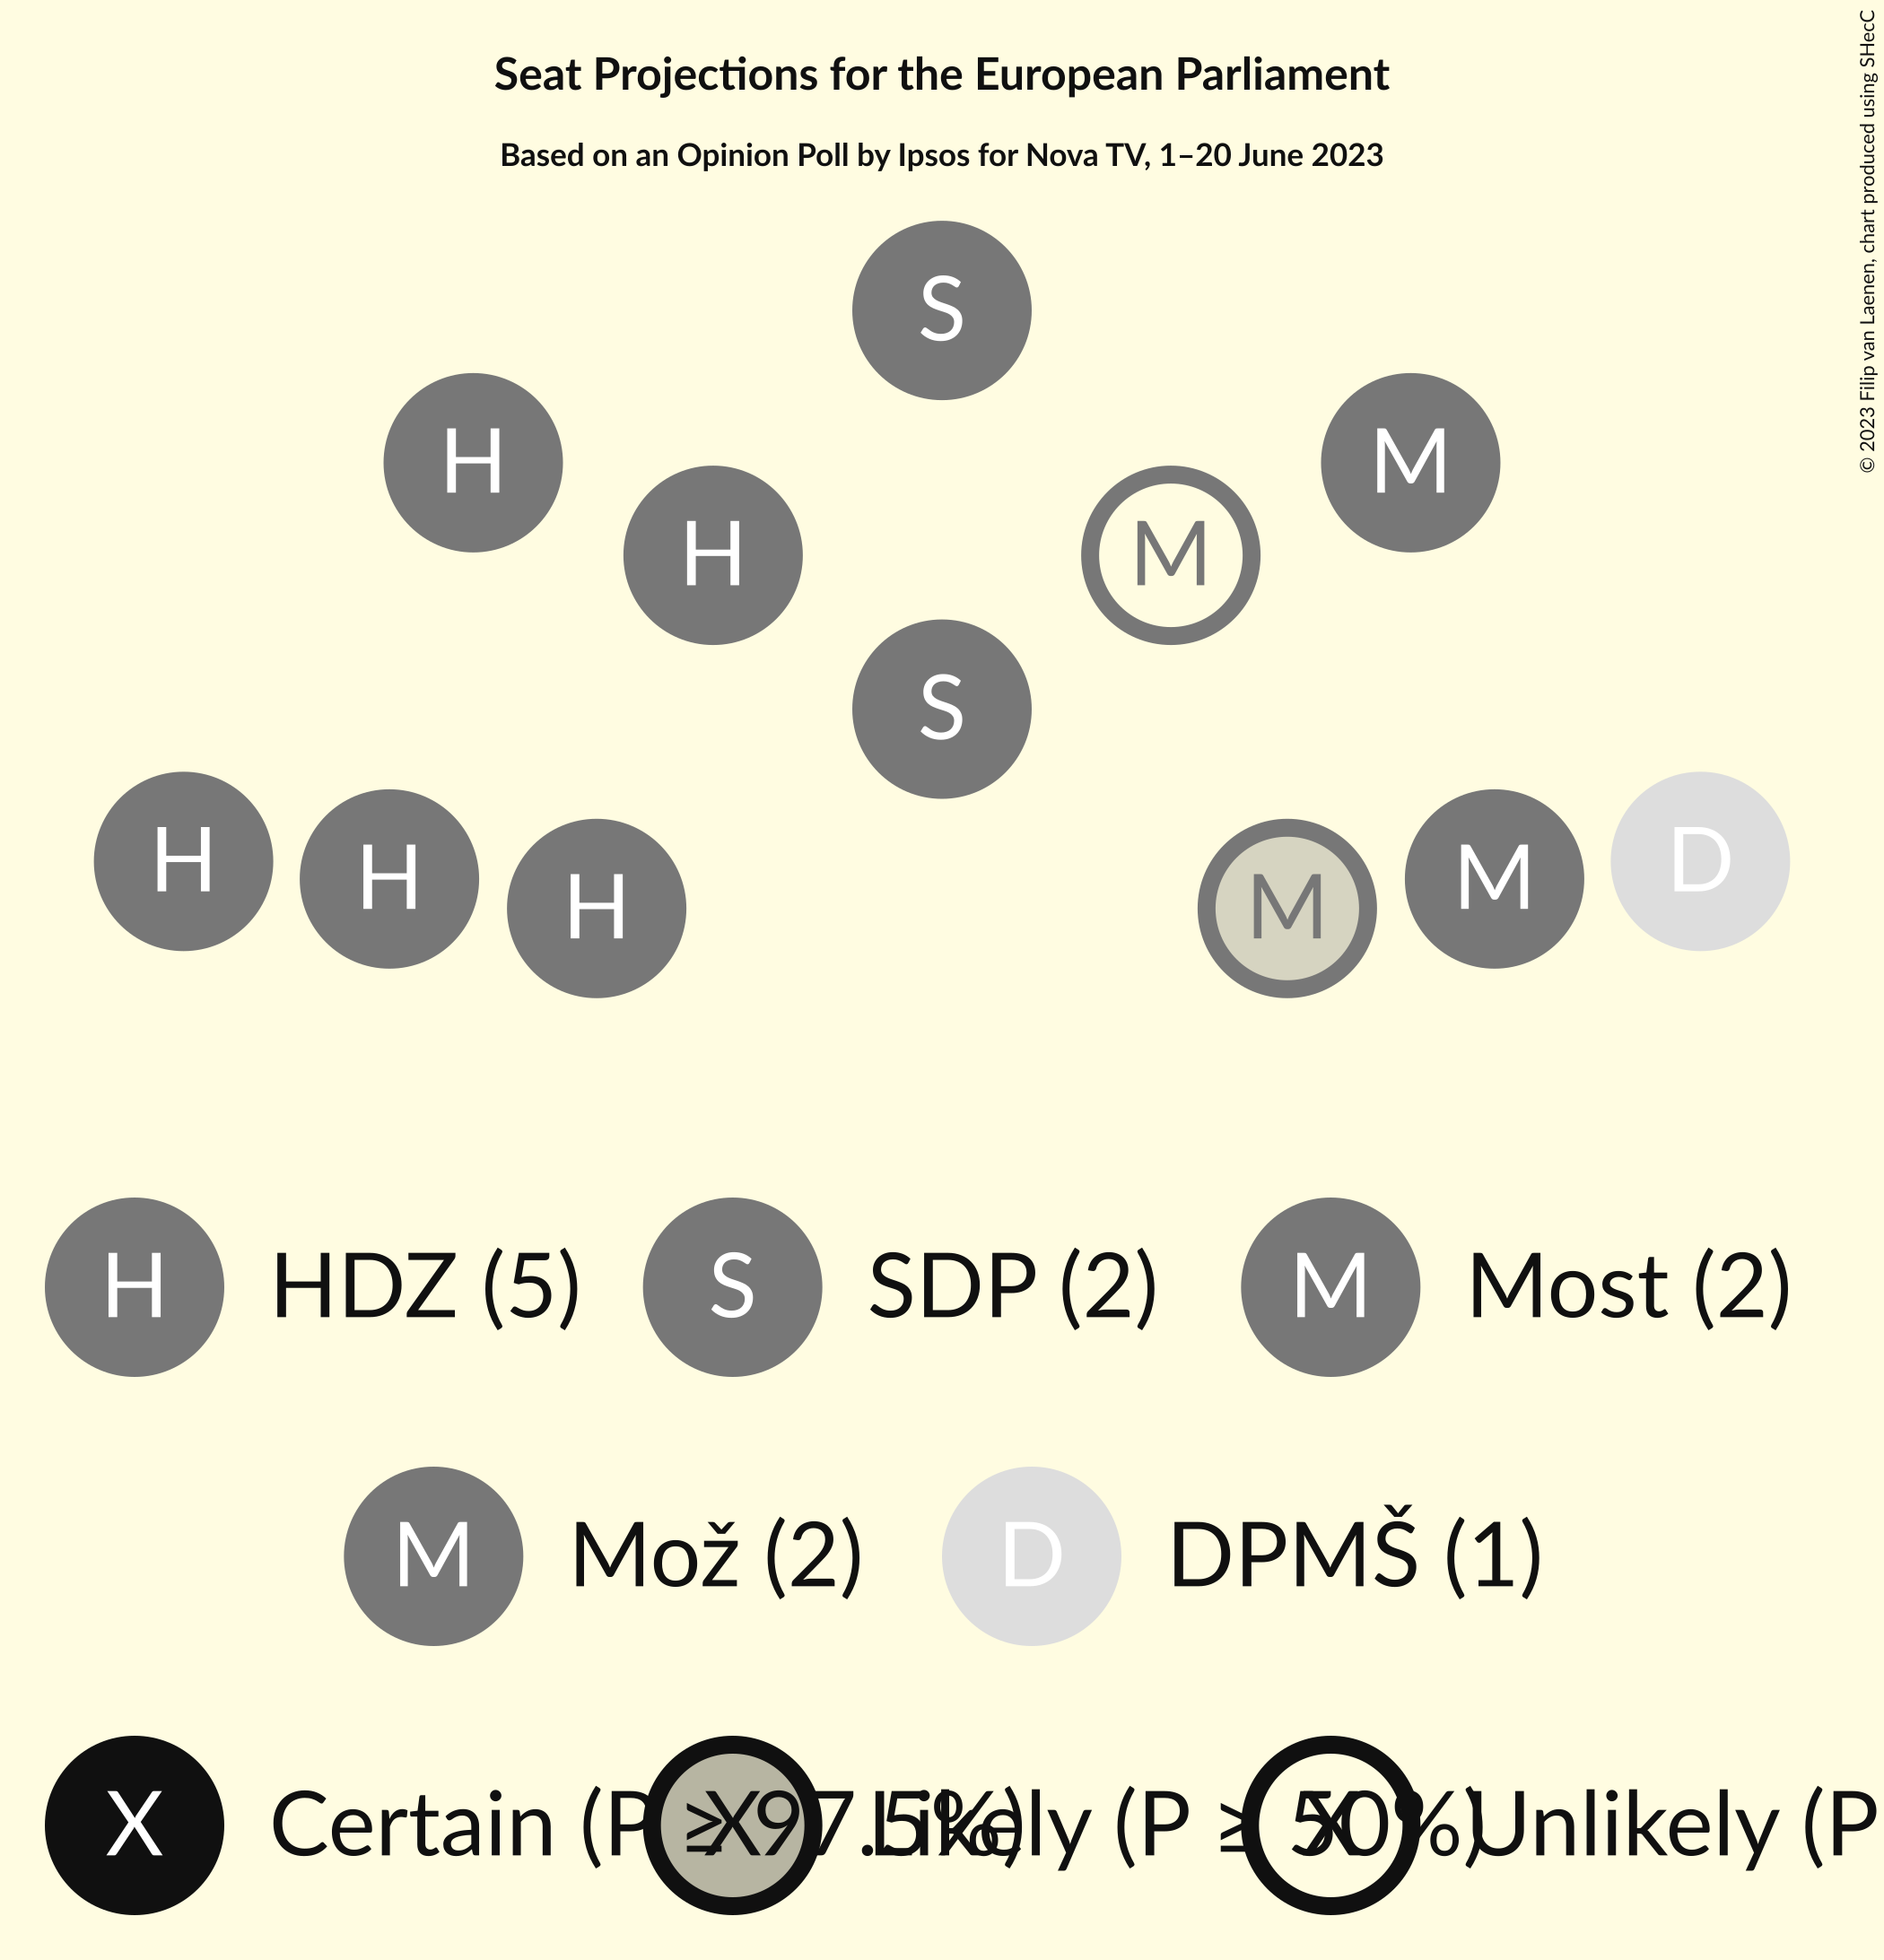 Seat Projections for the European Parliament
Based on an Opinion Poll by Ipsos for Nova TV, 1–20 June 2023
© 2023 Filip van Laenen, chart produced using SHecC
S
H M
H M
S
H D
H M
H M
H HDZ (5) S SDP (2) M Most (2)
M Mož (2) D DPMŠ (1)
X Certain (P ≥ 97.5%) X Likely (P ≥ 50%) X Unlikely (P